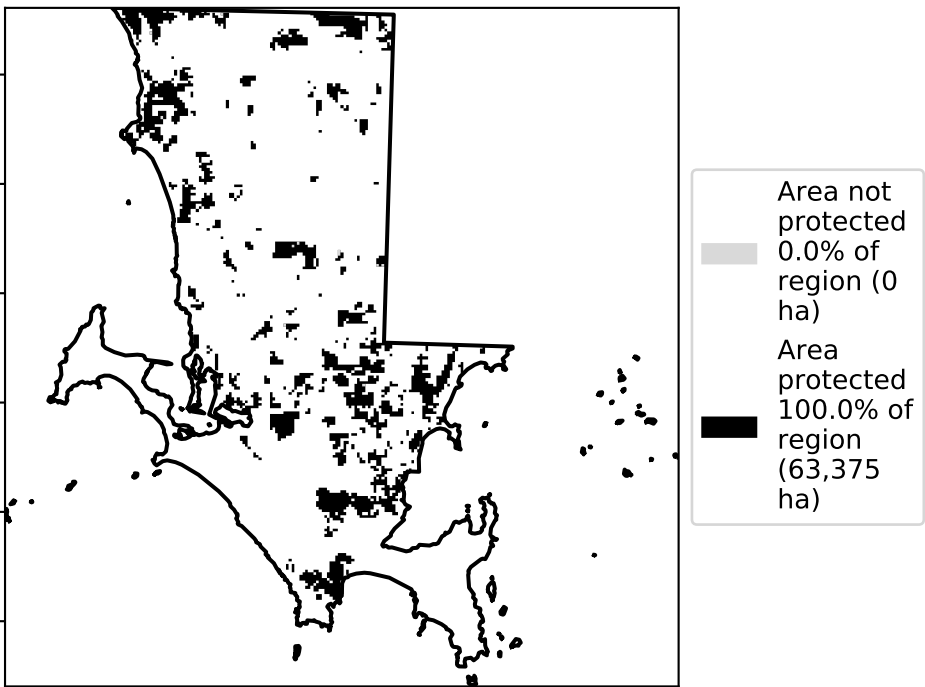 Area not
protected
0.0% of
region (0
ha)
Area
protected
100.0% of
region
(63,375
ha)